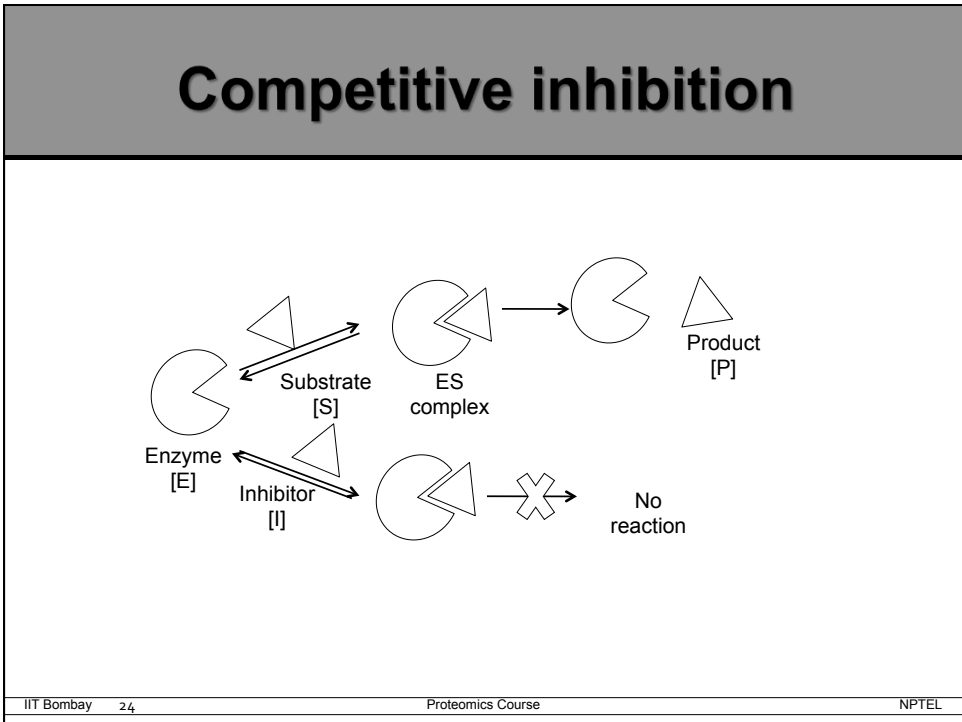 Competitive inhibition
Substrate
[S]
ES
complex
Product
[P]
Enzyme
[E]
Inhibitor
[I]
No
reaction
IIT Bombay 24 Proteomics Course NPTEL